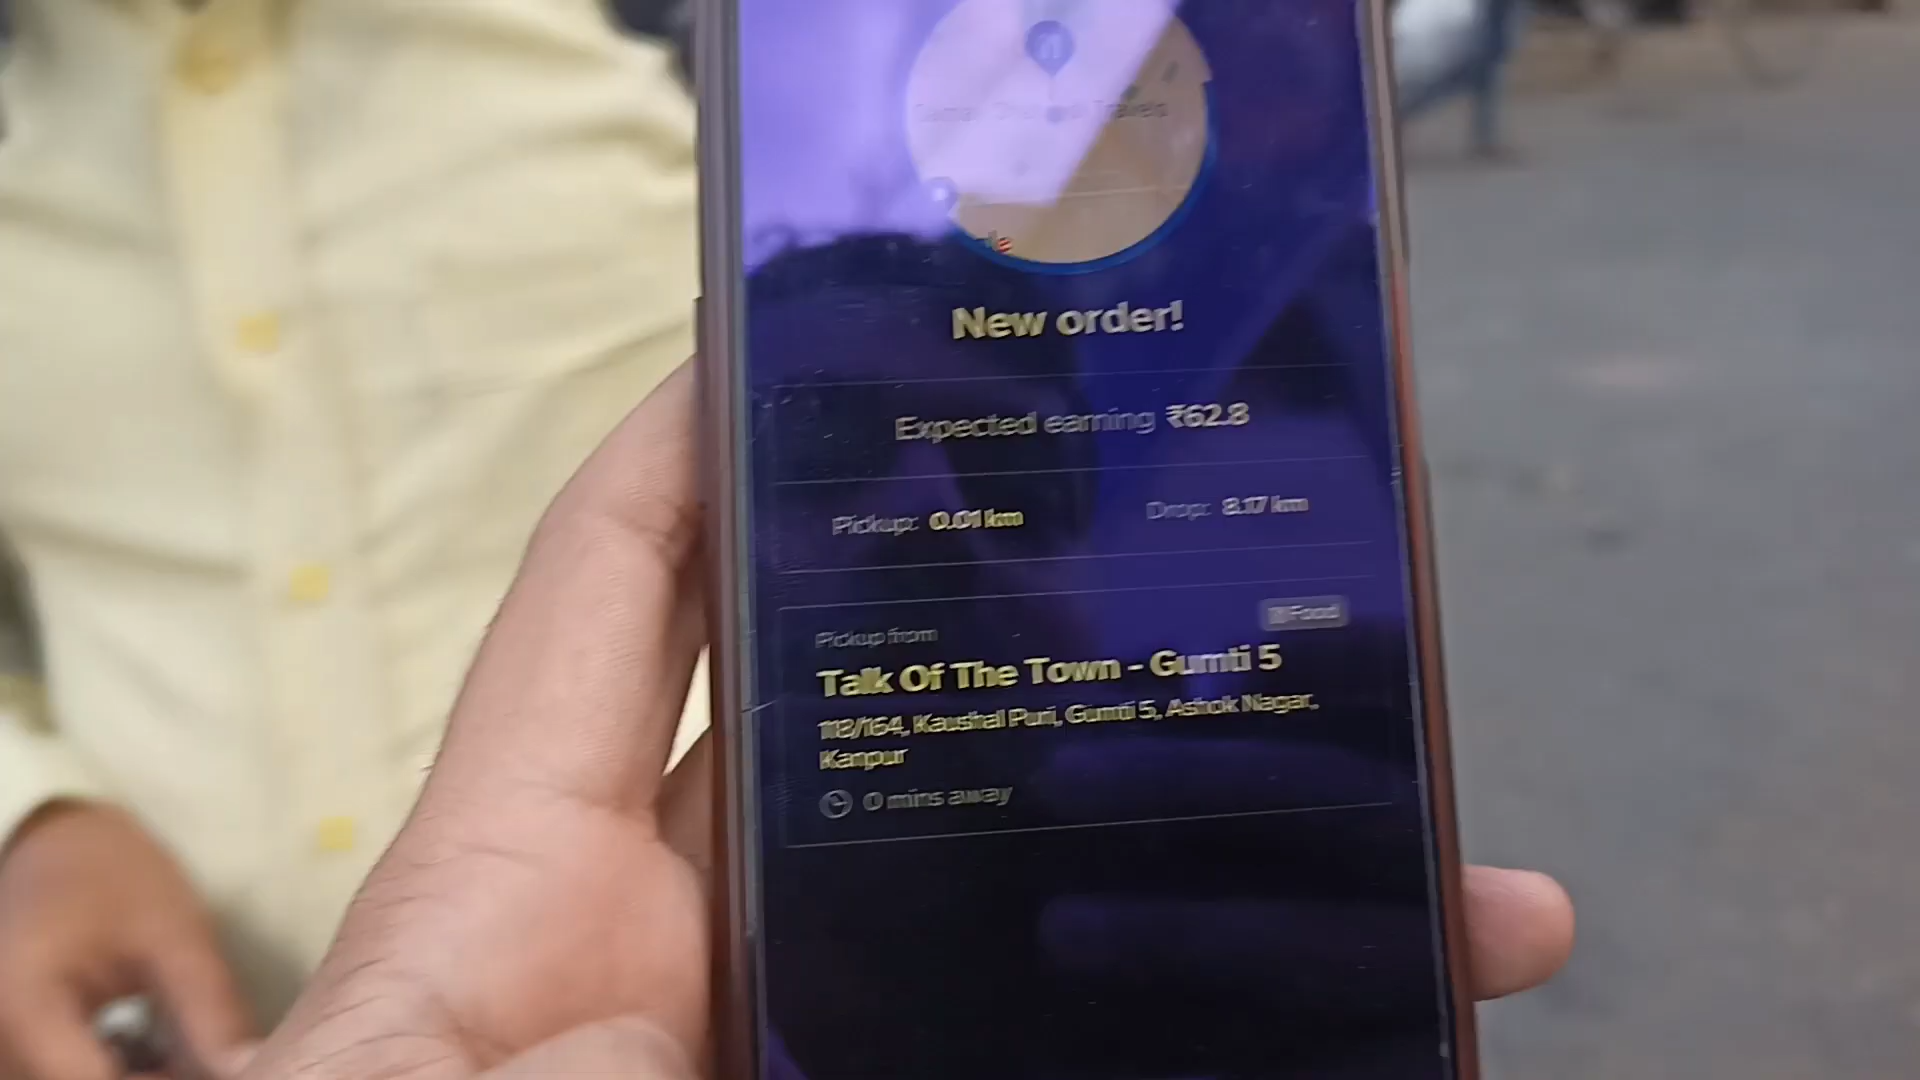 New order!
Expected earning ₹62.8
Pickup: 0.01 km
Drop: 8.17 km
Food
Pickup from
Talk Of The Town - Gumti 5
118/164, Kaushal Puri, Gumti 5, Ashok Nagar,
Kanpur
0 mins away